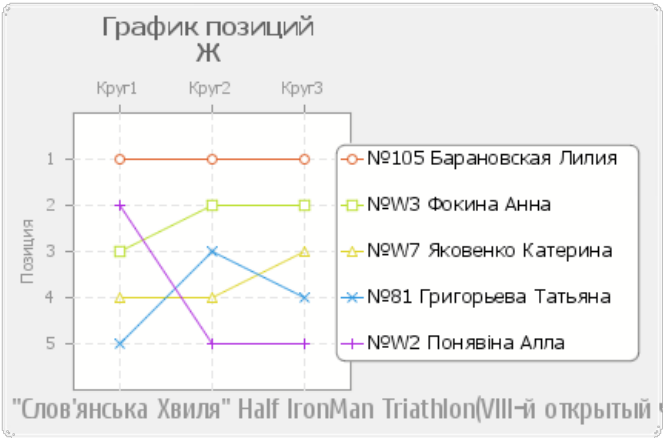 График позиций
Ж
Круг1 Круг2 Круг3
Позиция
1
2
3
4
5
№105 Барановская Лилия
№W3 Фокина Анна
№W7 Яковенко Катерина
№81 Григорьева Татьяна
№W2 Понявіна Алла
"Слов'янська Хвиля" Half IronMan Triathlon(VIII-й открытый